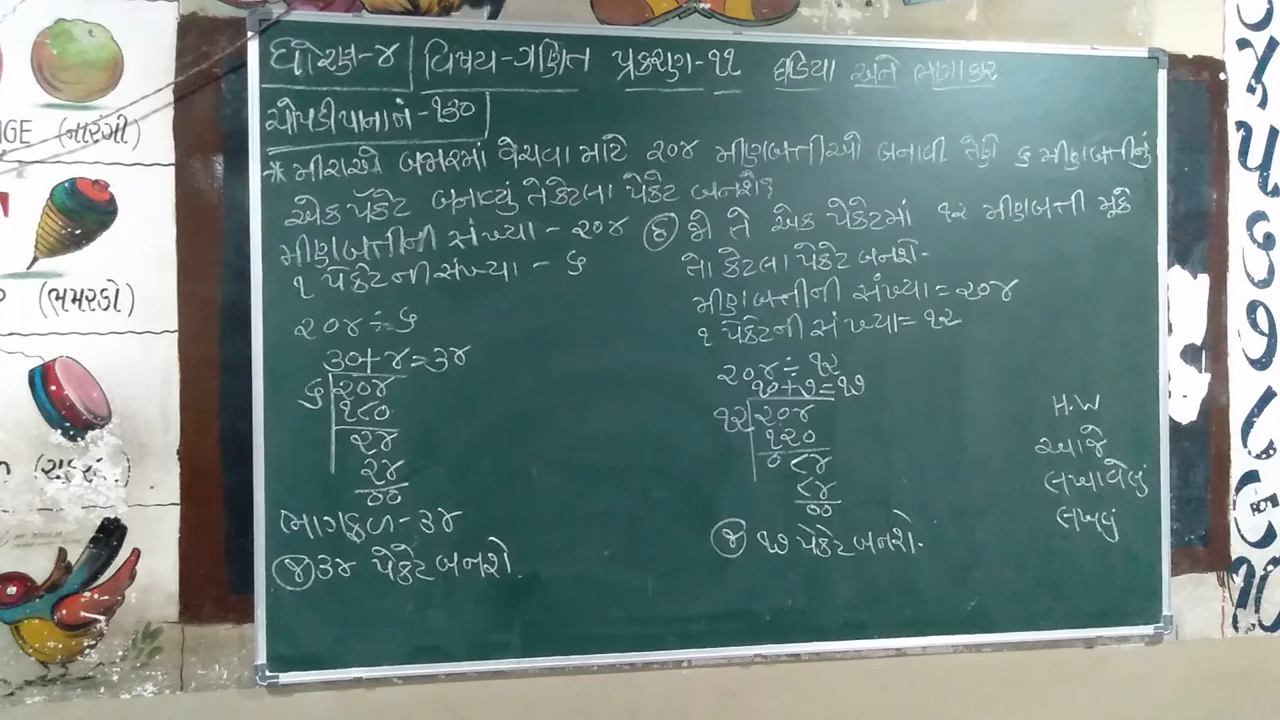 ધોરણ-૪ વિષય-ગણિત પ્રકરણ-૧૧ ઘડિયા અને ભાગાકાર
ચોપડી પાના નં-૧૩૦
* મીરાએ બજારમાં વેચવા માટે ૨૦૪ મીણબત્તીઓ બનાવી તેણે ૬ મીણબત્તીનું
એક પૅકેટ બનાવ્યું તે કેટલા પેકેટ બનશે?
મીણબત્તીની સંખ્યા - ૨૦૪
૧ પેકેટની સંખ્યા - ૬
૨૦૪ ÷ ૬
૩૦+૪=૩૪
૬ ૨૦૪
૧૮૦
૨૪
૨૪
૦૦
ભાગફળ-૩૪
જ ૩૪ પેકેટ બનશે.
૬ જો તે એક પેકેટમાં ૧૨ મીણબત્તી મૂકે
તો કેટલા પેકેટ બનશે.
મીણબત્તીની સંખ્યા=૨૦૪
૧ પેકેટની સંખ્યા=૧૨
૨૦૪ ÷ ૧૨
૧૦+૭=૧૭
૧૨ ૨૦૪
૧૨૦
૦૮૪
૮૪
૦૦
જ ૧૭ પેકેટ બનશે.
H.W
આજે
લખાવેલું
લખવું
GE (નારંગી)
(ભમરડો)